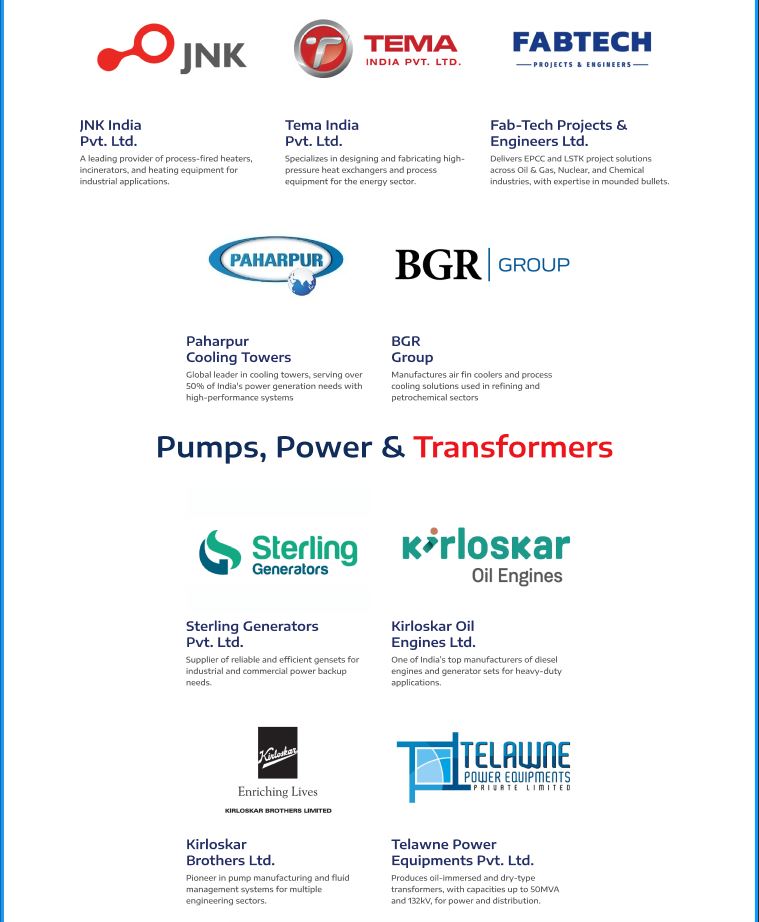 JNK
TEMA
INDIA PVT. LTD.
FABTECH
PROJECTS & ENGINEERS
JNK India
Pvt. Ltd.
A leading provider of process-fired heaters,
incinerators, and heating equipment for
industrial applications.
Tema India
Pvt. Ltd.
Specializes in designing and fabricating high-
pressure heat exchangers and process
equipment for the energy sector.
Fab-Tech Projects &
Engineers Ltd.
Delivers EPCC and LSTK project solutions
across Oil & Gas, Nuclear, and Chemical
industries, with expertise in mounded bullets.
PAHARPUR
BGR GROUP
Paharpur
Cooling Towers
Global leader in cooling towers, serving over
50% of India's power generation needs with
high-performance systems
BGR
Group
Manufactures air fin coolers and process
cooling solutions used in refining and
petrochemical sectors
Pumps, Power & Transformers
Sterling
Generators
Kirloskar
Oil Engines
Sterling Generators
Pvt. Ltd.
Supplier of reliable and efficient gensets for
industrial and commercial power backup
needs.
Kirloskar Oil
Engines Ltd.
One of India's top manufacturers of diesel
engines and generator sets for heavy-duty
applications.
Kirloskar
Enriching Lives
KIRLOSKAR BROTHERS LIMITED
TELAWNE
POWER EQUIPMENTS
PRIVATE LIMITED
Kirloskar
Brothers Ltd.
Pioneer in pump manufacturing and fluid
management systems for multiple
engineering sectors.
Telawne Power
Equipments Pvt. Ltd.
Produces oil-immersed and dry-type
transformers, with capacities up to 50MVA
and 132kV, for power and distribution.